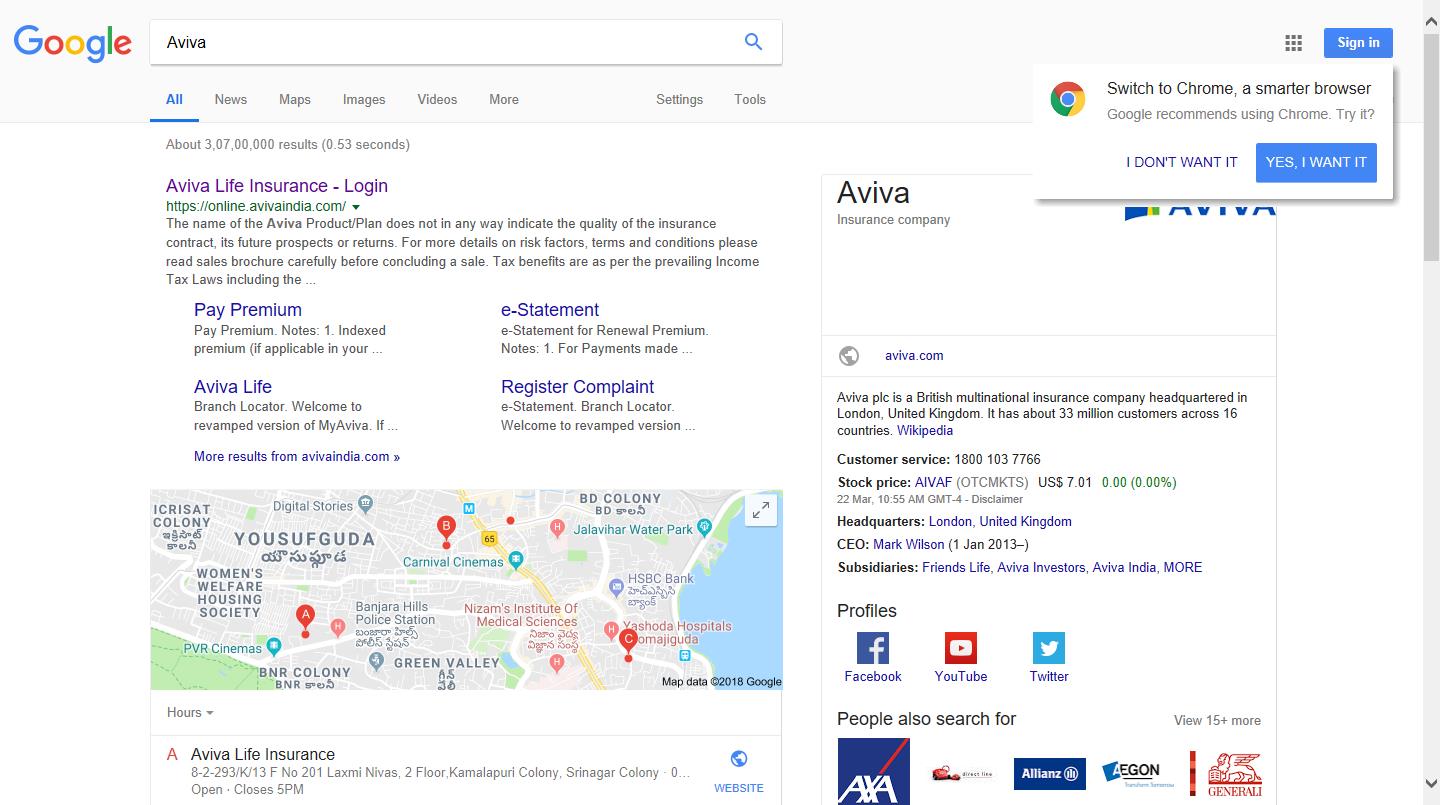 Google
Aviva
Sign in
All
News
Maps
Images
Videos
More
Settings
Tools
Switch to Chrome, a smarter browser
Google recommends using Chrome. Try it?
I DON'T WANT IT
YES, I WANT IT
About 3,07,00,000 results (0.53 seconds)
Aviva Life Insurance - Login
https://online.avivaindia.com/
The name of the Aviva Product/Plan does not in any way indicate the quality of the insurance
contract, its future prospects or returns. For more details on risk factors, terms and conditions please
read sales brochure carefully before concluding a sale. Tax benefits are as per the prevailing Income
Tax Laws including the ...
Pay Premium
Pay Premium. Notes: 1. Indexed
premium (if applicable in your ...
e-Statement
e-Statement for Renewal Premium.
Notes: 1. For Payments made ...
Aviva Life
Branch Locator. Welcome to
revamped version of MyAviva. If ...
Register Complaint
e-Statement. Branch Locator.
Welcome to revamped version ...
More results from avivaindia.com »
ICRISAT
COLONY
ఇక్రిసాట్
కాలనీ
Digital Stories
M
B
BD COLONY
BD కాలనీ
H
Jalavihar Water Park
YOUSUFGUDA
యూసుఫ్గూడ
65
Carnival Cinemas
WOMEN'S
WELFARE
HOUSING
SOCIETY
HSBC Bank
హెచ్ఎస్బిసి
బ్యాంక్
A
H
Banjara Hills
Police Station
బంజారా హిల్స్
పోలీస్ స్టేషన్
Nizam's Institute Of
Medical Sciences
నిజాం వైద్య
విజ్ఞాన సంస్థ
H
Yashoda Hospitals
C
Somajiguda
PVR Cinemas
BNR COLONY
BNR కాలనీ
GREEN VALLEY
గ్రీన్
వేలీ
H
Map data ©2018 Google
Hours
A
Aviva Life Insurance
8-2-293/K/13 F No 201 Laxmi Nivas, 2 Floor,Kamalapuri Colony, Srinagar Colony · 0...
Open · Closes 5PM
WEBSITE
Aviva
Insurance company
AVIVA
aviva.com
Aviva plc is a British multinational insurance company headquartered in
London, United Kingdom. It has about 33 million customers across 16
countries. Wikipedia
Customer service: 1800 103 7766
Stock price: AIVAF (OTCMKTS) US$ 7.01 0.00 (0.00%)
22 Mar, 10:55 AM GMT-4 - Disclaimer
Headquarters: London, United Kingdom
CEO: Mark Wilson (1 Jan 2013–)
Subsidiaries: Friends Life, Aviva Investors, Aviva India, MORE
Profiles
Facebook
YouTube
Twitter
People also search for
View 15+ more
AXA
direct line
Allianz
AEGON
Transform Tomorrow
GENERALI